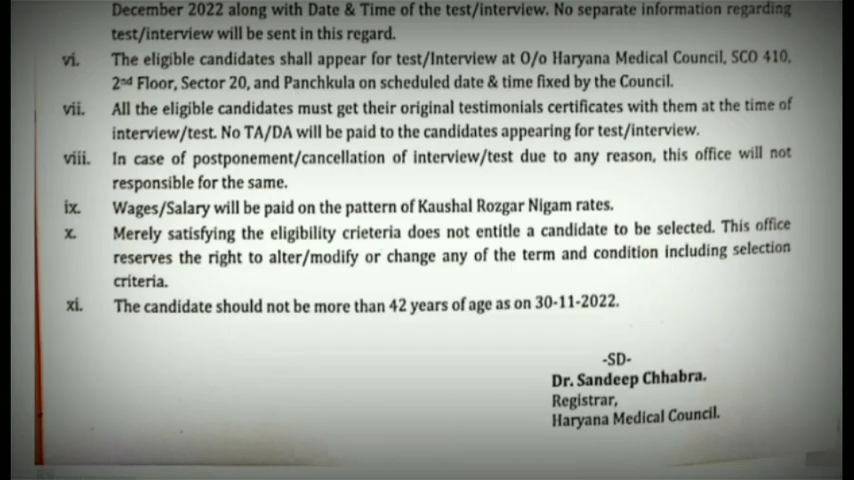 December 2022 along with Date & Time of the test/interview. No separate information regarding
test/interview will be sent in this regard.
vi. The eligible candidates shall appear for test/Interview at O/o Haryana Medical Council, SCO 410,
2nd Floor, Sector 20, and Panchkula on scheduled date & time fixed by the Council.
vii. All the eligible candidates must get their original testimonials certificates with them at the time of
interview/test. No TA/DA will be paid to the candidates appearing for test/interview.
viii. In case of postponement/cancellation of interview/test due to any reason, this office will not
responsible for the same.
ix. Wages/Salary will be paid on the pattern of Kaushal Rozgar Nigam rates.
x. Merely satisfying the eligibility crieteria does not entitle a candidate to be selected. This office
reserves the right to alter/modify or change any of the term and condition including selection
criteria.
xi. The candidate should not be more than 42 years of age as on 30-11-2022.
-SD-
Dr. Sandeep Chhabra.
Registrar,
Haryana Medical Council.